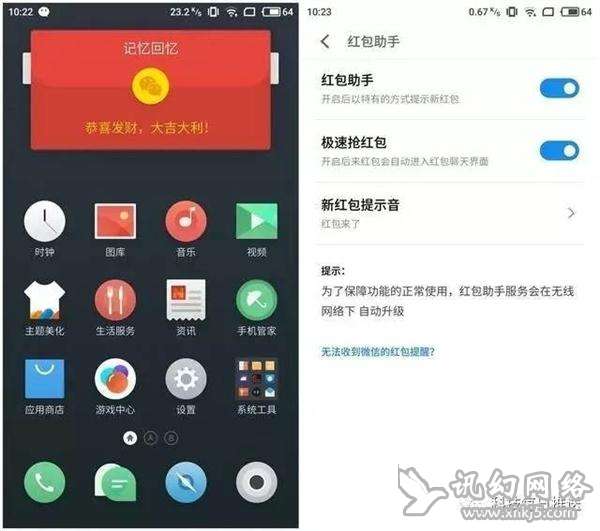 10:22
23.2 K/s
64
记忆回忆
恭喜发财，大吉大利！
时钟
图库
音乐
视频
主题美化
生活服务
资讯
手机管家
应用商店
游戏中心
设置
系统工具
A
B
10:23
0.67 K/s
64
红包助手
红包助手
开启后以特有的方式提示新红包
极速抢红包
开启后来红包会自动进入红包聊天界面
新红包提示音
红包来了
提示：
为了保障功能的正常使用，红包助手服务会在无线
网络下 自动升级
无法收到微信的红包提醒?
讯幻网络
www.xnkj5.com